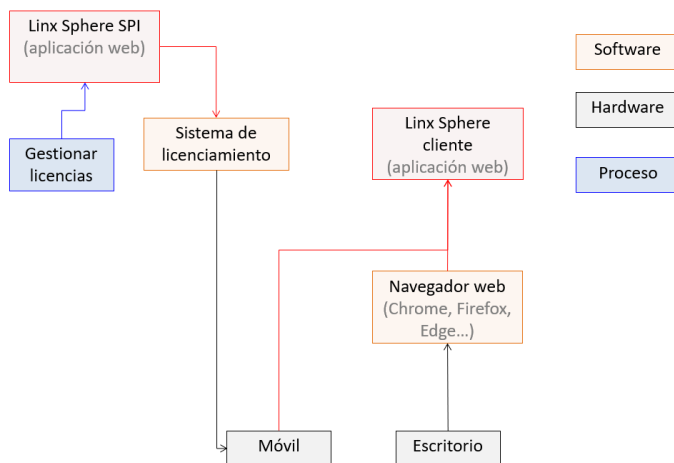 Linx Sphere SPI
(aplicación web)
Software
Hardware
Sistema de
licenciamiento
Linx Sphere
cliente
(aplicación web)
Gestionar
licencias
Proceso
Navegador web
(Chrome, Firefox,
Edge...)
Móvil
Escritorio